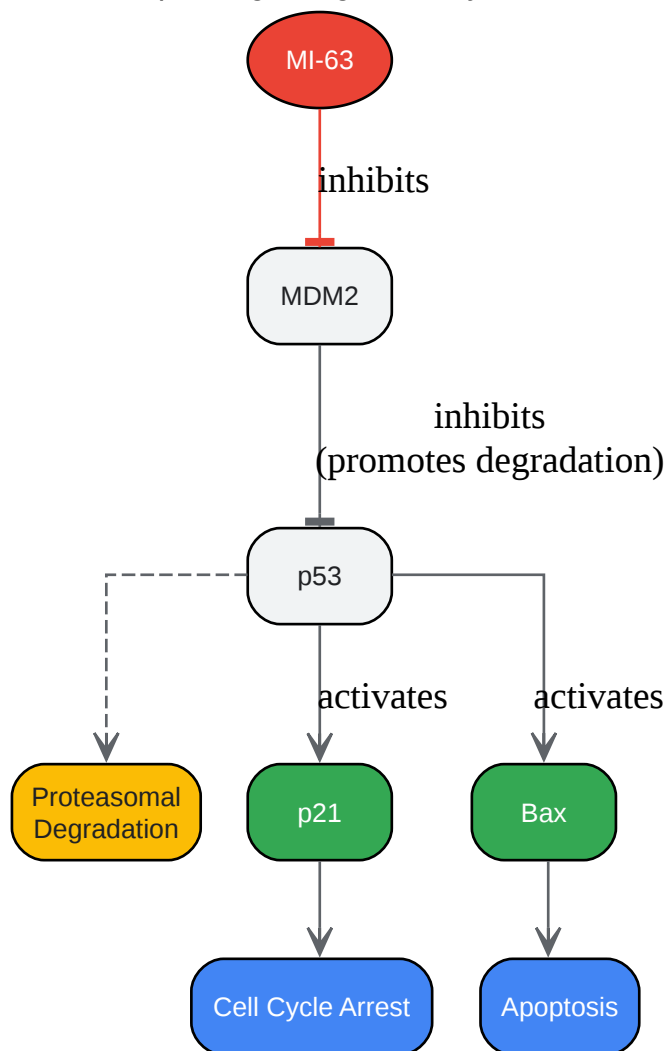 MI-63
inhibits
MDM2
inhibits
(promotes degradation)
p53
activates
activates
Proteasomal
Degradation
p21
Bax
Cell Cycle Arrest
Apoptosis